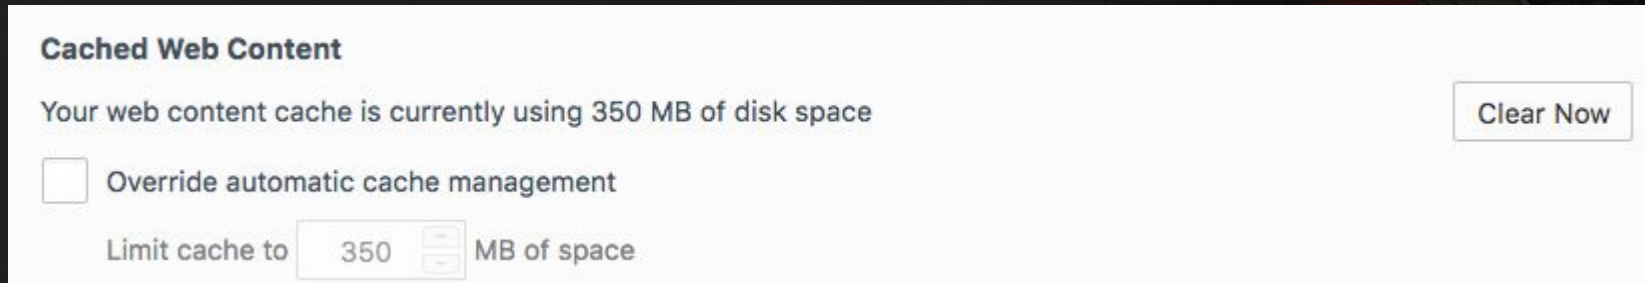 Cached Web Content
Your web content cache is currently using 350 MB of disk space
Clear Now
Override automatic cache management
Limit cache to 350 MB of space